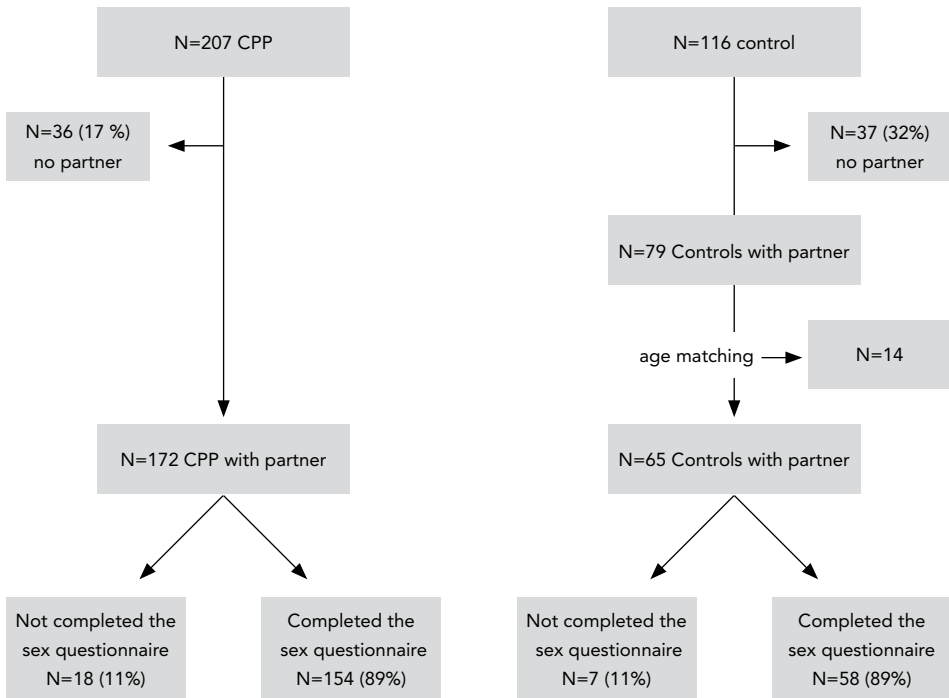 N=207 CPP
N=116 control
N=36 (17 %)
no partner
N=37 (32%)
no partner
N=79 Controls with partner
age matching
N=14
N=172 CPP with partner
N=65 Controls with partner
Not completed the
sex questionnaire
N=18 (11%)
Completed the
sex questionnaire
N=154 (89%)
Not completed the
sex questionnaire
N=7 (11%)
Completed the
sex questionnaire
N=58 (89%)